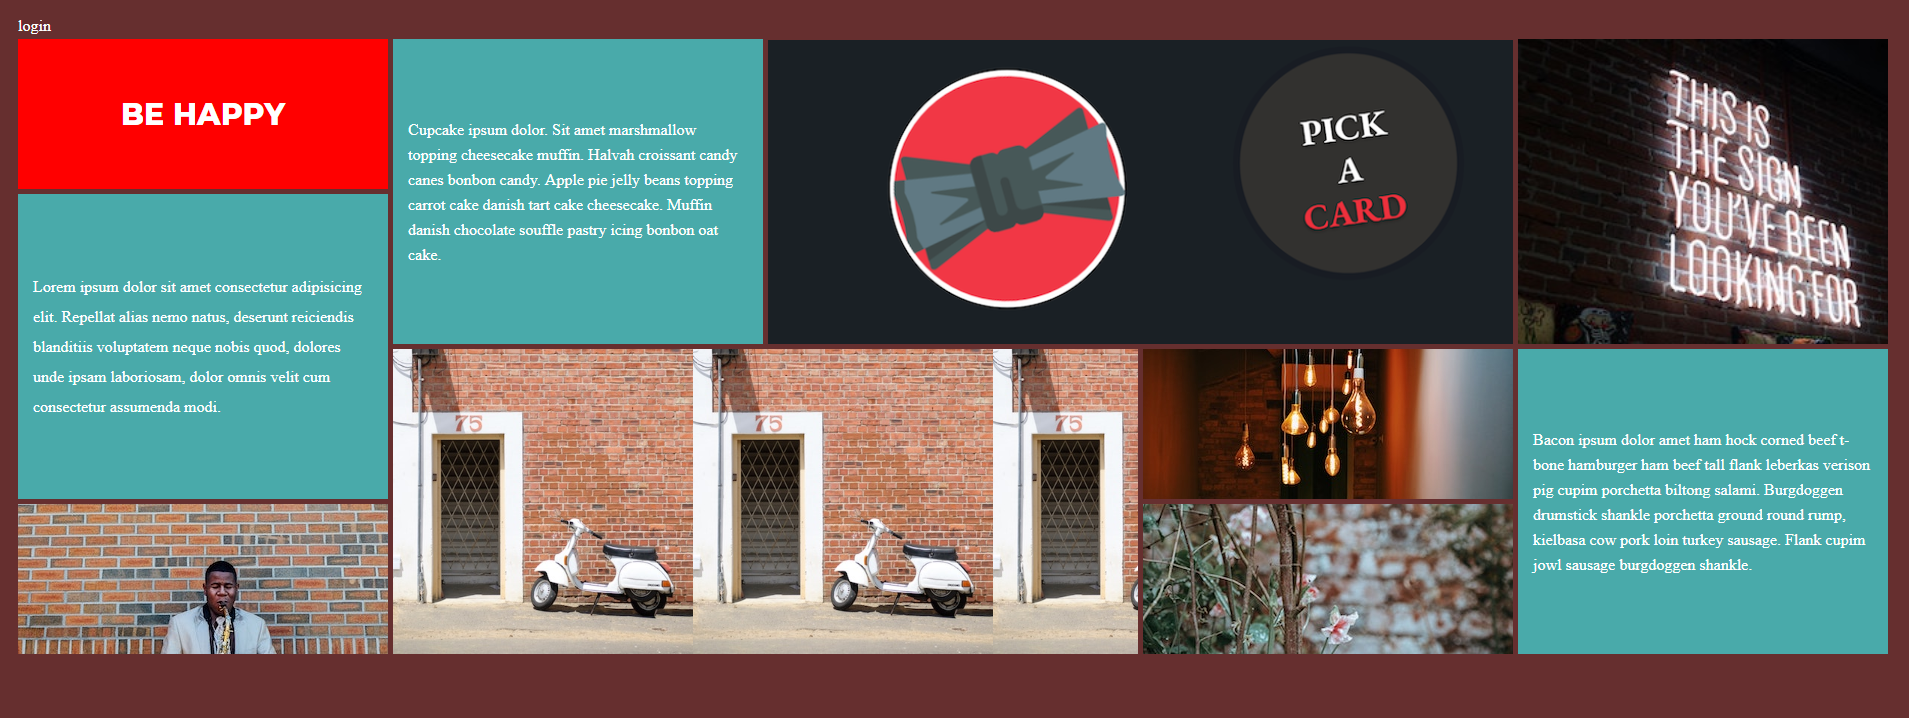 login
BE HAPPY
Lorem ipsum dolor sit amet consectetur adipisicing
elit. Repellat alias nemo natus, deserunt reiciendis
blanditiis voluptatem neque nobis quod, dolores
unde ipsam laboriosam, dolor omnis velit cum
consectetur assumenda modi.
Cupcake ipsum dolor. Sit amet marshmallow
topping cheesecake muffin. Halvah croissant candy
canes bonbon candy. Apple pie jelly beans topping
carrot cake danish tart cake cheesecake. Muffin
danish chocolate souffle pastry icing bonbon oat
cake.
PICK
A
CARD
THIS IS
THE SIGN
YOU'VE BEEN
LOOKING FOR
75
75
75
Bacon ipsum dolor amet ham hock corned beef t-
bone hamburger ham beef tall flank leberkas verison
pig cupim porchetta biltong salami. Burgdoggen
drumstick shankle porchetta ground round rump,
kielbasa cow pork loin turkey sausage. Flank cupim
jowl sausage burgdoggen shankle.